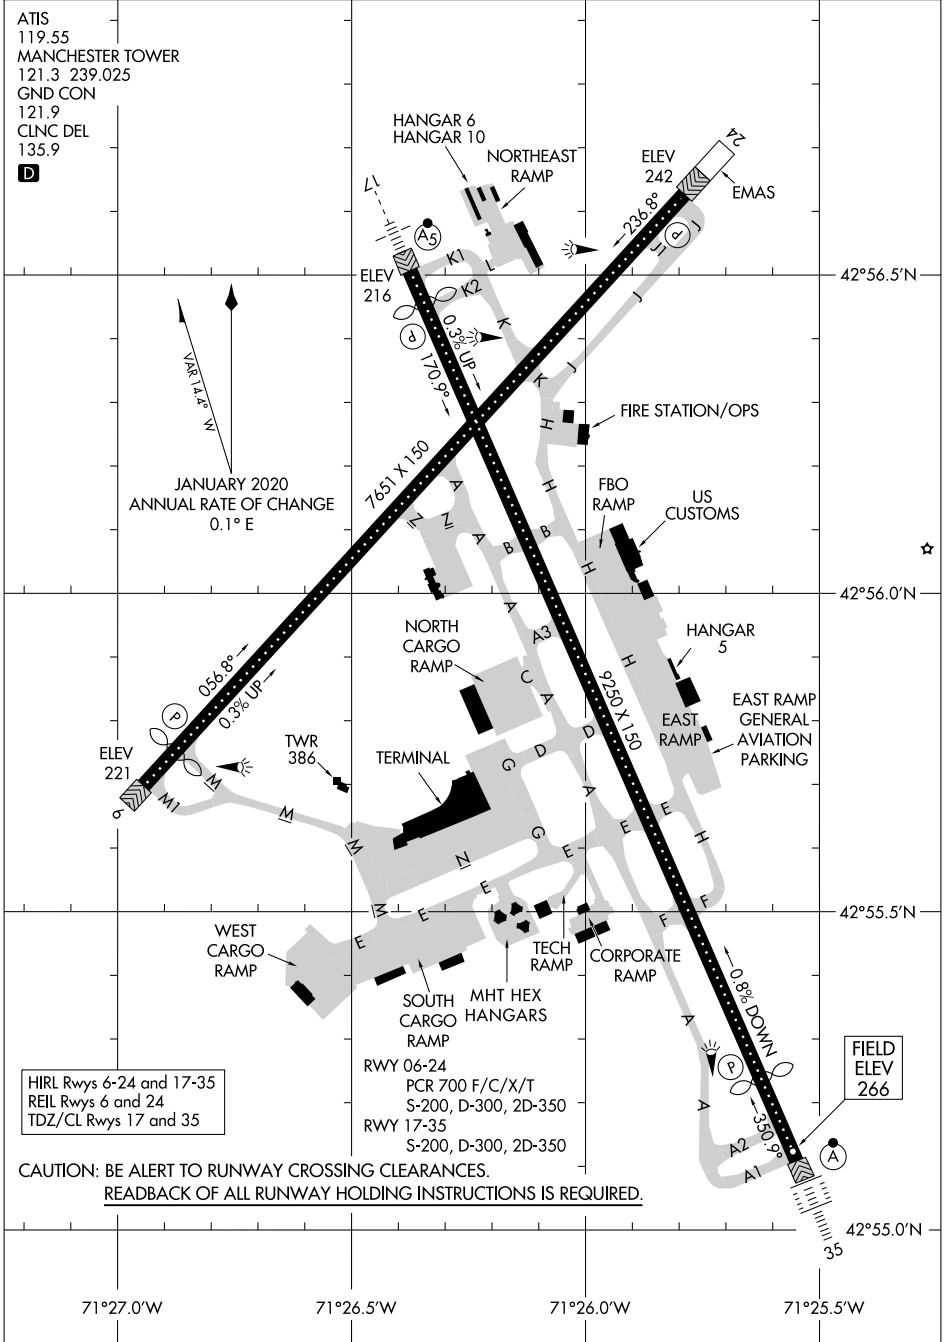 ATIS
119.55
MANCHESTER TOWER
121.3 239.025
GND CON
121.9
CLNC DEL
135.9
D
HANGAR 6
HANGAR 10
NORTHEAST
RAMP
ELEV
242
24
EMAS
17
A5
236.8°
P
J
J1
K1
L
K2
ELEV
216
42°56.5'N
P
0.3% UP
170.9°
K
J
J
K
VAR 14.4° W
H
FIRE STATION/OPS
JANUARY 2020
ANNUAL RATE OF CHANGE
0.1° E
7651 X 150
A
H
FBO
RAMP
US
CUSTOMS
N
N
A
B
B
H
42°56.0'N
A
NORTH
CARGO
RAMP
A3
H
HANGAR
5
C
A
056.8°
0.3% UP
9250 X 150
EAST
RAMP
EAST RAMP
GENERAL
AVIATION
PARKING
P
ELEV
221
TWR
386
TERMINAL
G
D
D
M
A
M1
6
M
M
N
G
E
E
E
H
E
M
E
E
F
F
42°55.5'N
WEST
CARGO
RAMP
SOUTH
CARGO
RAMP
MHT HEX
HANGARS
TECH
RAMP
CORPORATE
RAMP
0.8% DOWN
A
FIELD
ELEV
266
P
A
350.9°
A2
A1
A
HIRL Rwys 6-24 and 17-35
REIL Rwys 6 and 24
TDZ/CL Rwys 17 and 35
RWY 06-24
PCR 700 F/C/X/T
S-200, D-300, 2D-350
RWY 17-35
S-200, D-300, 2D-350
CAUTION: BE ALERT TO RUNWAY CROSSING CLEARANCES.
READBACK OF ALL RUNWAY HOLDING INSTRUCTIONS IS REQUIRED.
42°55.0'N
35
71°27.0'W
71°26.5'W
71°26.0'W
71°25.5'W